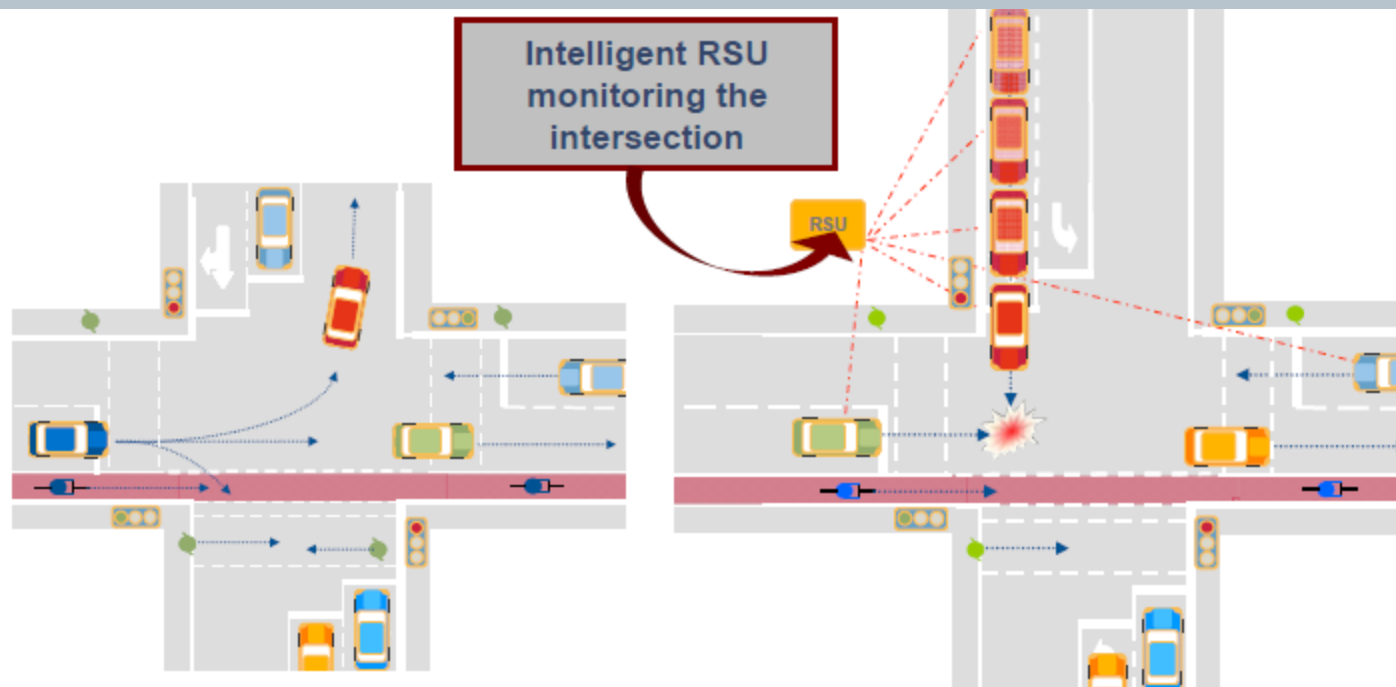 Intelligent RSU
monitoring the
intersection
RSU